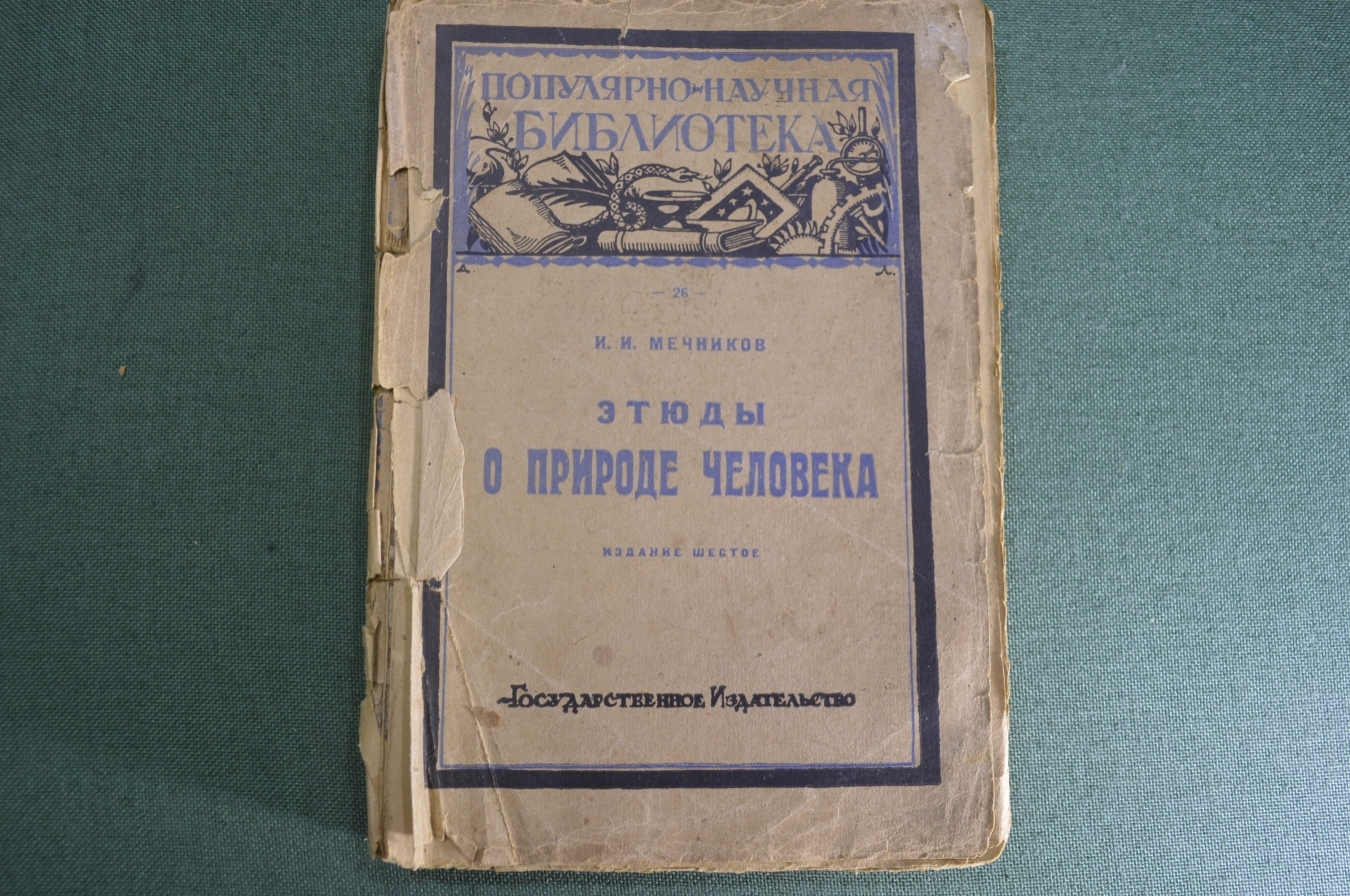 ПОПУЛЯРНО-НАУЧНАЯ
БИБЛИОТЕКА
Д. Л.
— 26 —
И. И. МЕЧНИКОВ
ЭТЮДЫ
О ПРИРОДЕ ЧЕЛОВЕКА
ИЗДАНИЕ ШЕСТОЕ
Государственное Издательство